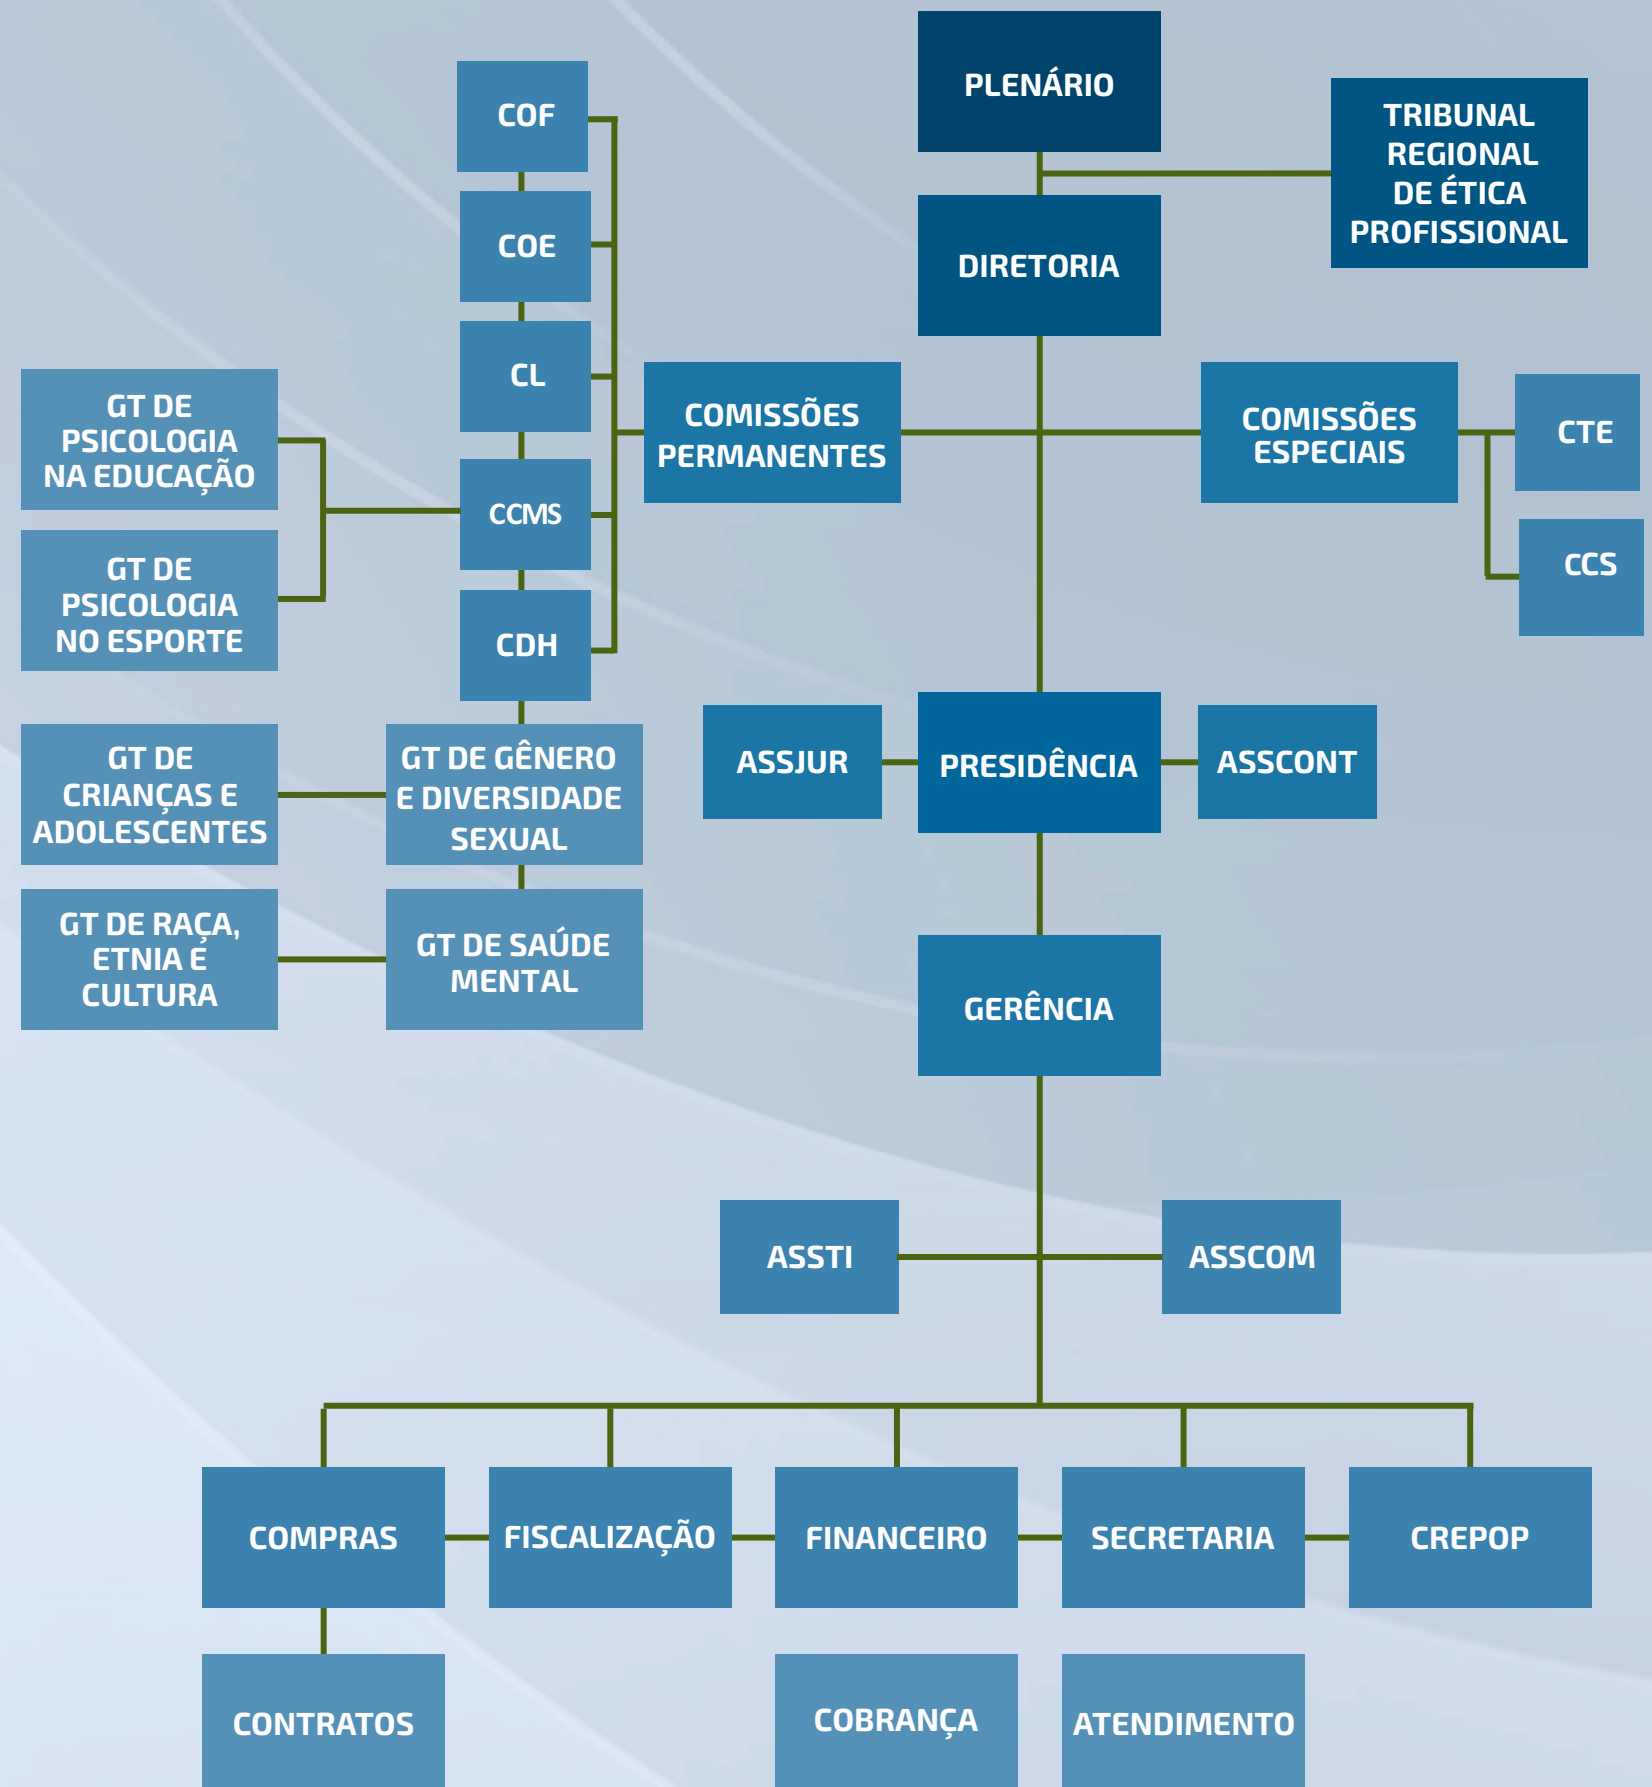 PLENÁRIO
TRIBUNAL
REGIONAL
DE ÉTICA
PROFISSIONAL
DIRETORIA
COF
COE
CL
CCMS
CDH
COMISSÕES
PERMANENTES
COMISSÕES
ESPECIAIS
CTE
CCS
GT DE
PSICOLOGIA
NA EDUCAÇÃO
GT DE
PSICOLOGIA
NO ESPORTE
GT DE
CRIANÇAS E
ADOLESCENTES
GT DE GÊNERO
E DIVERSIDADE
SEXUAL
GT DE RAÇA,
ETNIA E
CULTURA
GT DE SAÚDE
MENTAL
ASSJUR
PRESIDÊNCIA
ASSCONT
GERÊNCIA
ASSTI
ASSCOM
COMPRAS
FISCALIZAÇÃO
FINANCEIRO
SECRETARIA
CREPOP
CONTRATOS
COBRANÇA
ATENDIMENTO